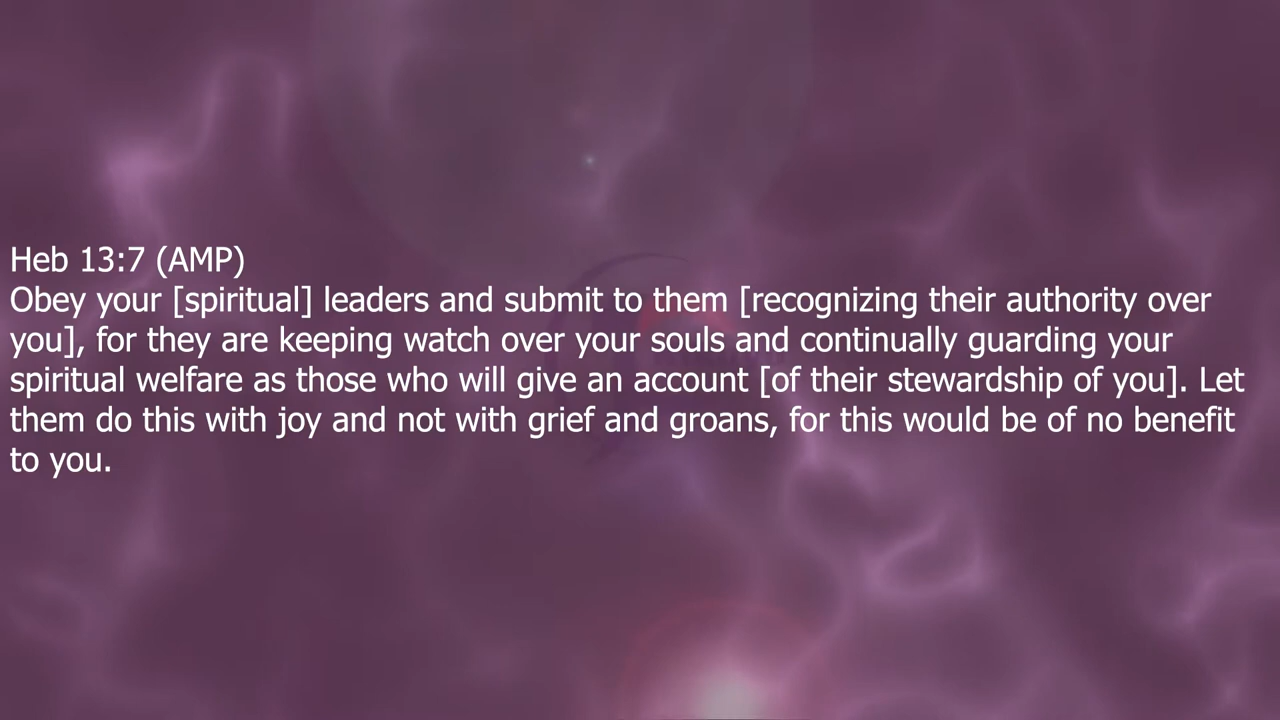 Heb 13:7 (AMP)
Obey your [spiritual] leaders and submit to them [recognizing their authority over
you], for they are keeping watch over your souls and continually guarding your
spiritual welfare as those who will give an account [of their stewardship of you]. Let
them do this with joy and not with grief and groans, for this would be of no benefit
to you.